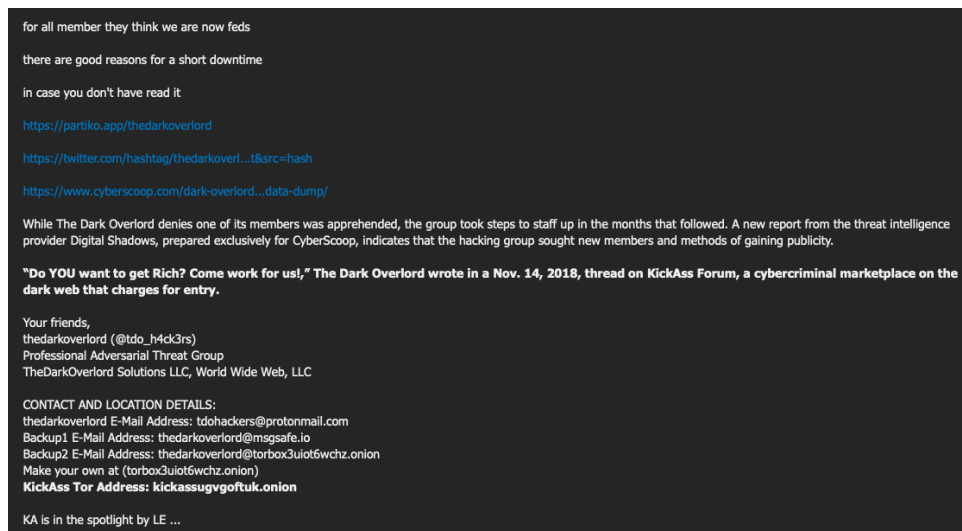 for all member they think we are now feds
there are good reasons for a short downtime
in case you don't have read it
https://partiko.app/thedarkoverlord
https://twitter.com/hashtag/thedarkoverl...t&src=hash
https://www.cyberscoop.com/dark-overlord...data-dump/
While The Dark Overlord denies one of its members was apprehended, the group took steps to staff up in the months that followed. A new report from the threat intelligence
provider Digital Shadows, prepared exclusively for CyberScoop, indicates that the hacking group sought new members and methods of gaining publicity.
“Do YOU want to get Rich? Come work for us!,” The Dark Overlord wrote in a Nov. 14, 2018, thread on KickAss Forum, a cybercriminal marketplace on the
dark web that charges for entry.
Your friends,
thedarkoverlord (@tdo_h4ck3rs)
Professional Adversarial Threat Group
TheDarkOverlord Solutions LLC, World Wide Web, LLC
CONTACT AND LOCATION DETAILS:
thedarkoverlord E-Mail Address: tdohackers@protonmail.com
Backup1 E-Mail Address: thedarkoverlord@msgsafe.io
Backup2 E-Mail Address: thedarkoverlord@torbox3uiot6wchz.onion
Make your own at (torbox3uiot6wchz.onion)
KickAss Tor Address: kickassugvgoftuk.onion
KA is in the spotlight by LE ...